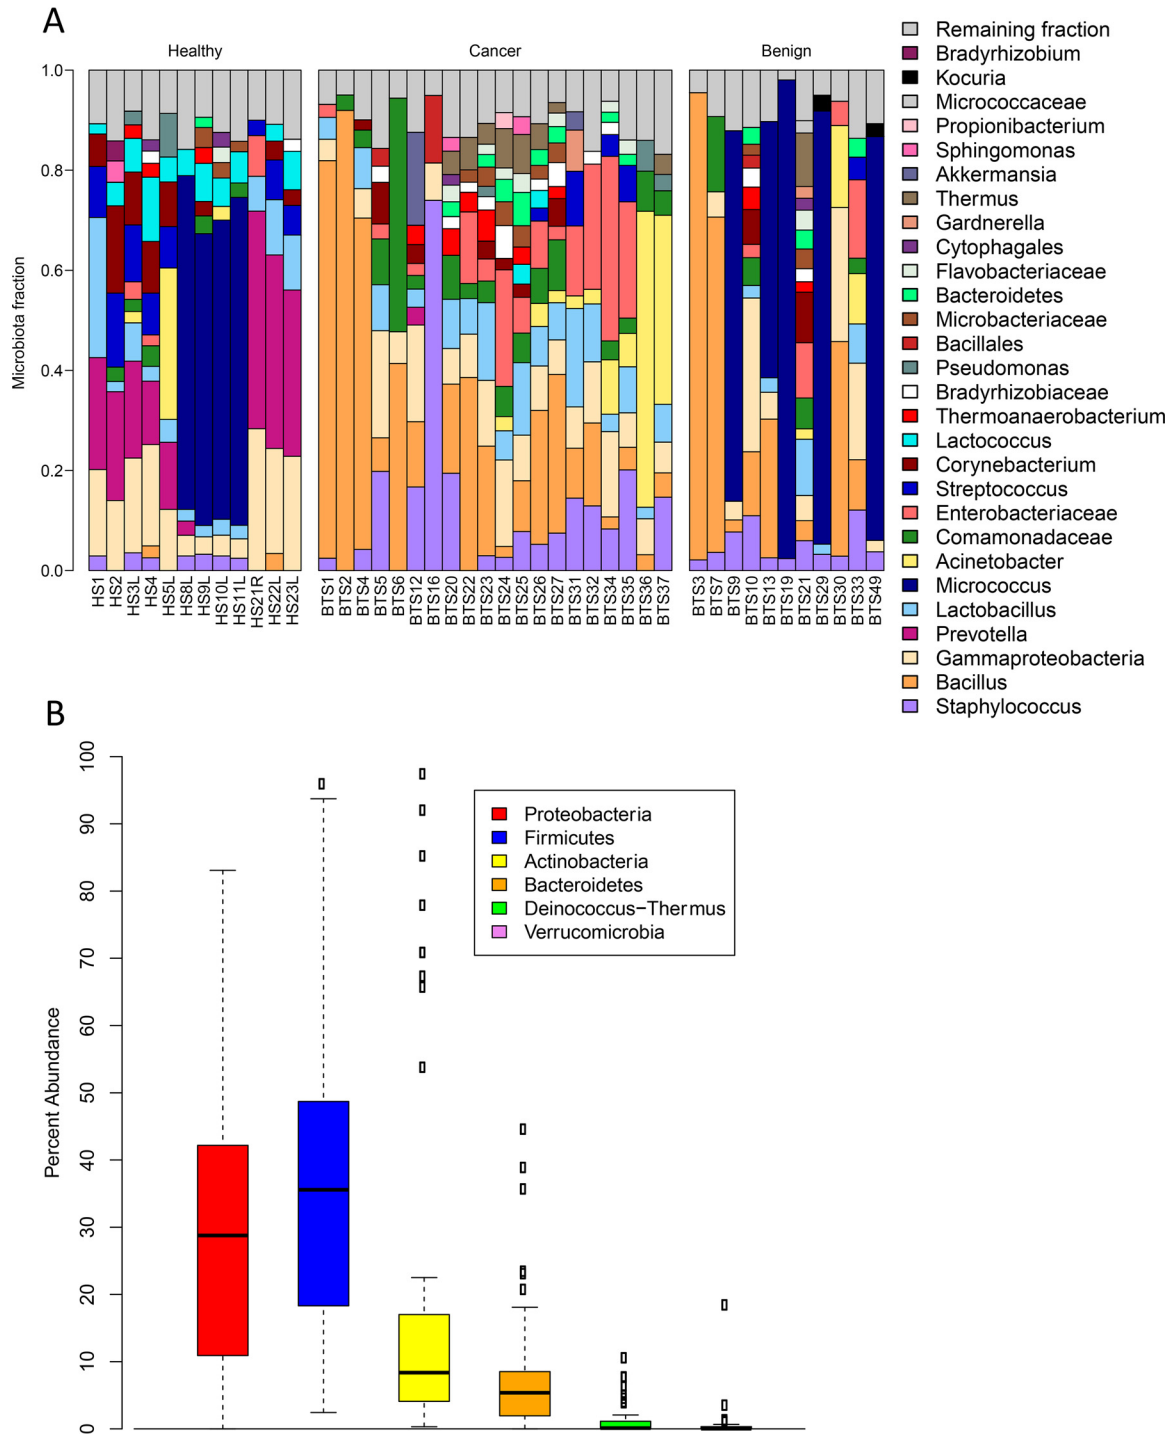 A
Healthy
Cancer
Benign
Microbiota fraction
1.0
0.8
0.6
0.4
0.2
0.0
HS1
HS2
HS3L
HS4
HS5L
HS8L
HS9L
HS10L
HS11L
HS21R
HS22L
HS23L
BTS1
BTS2
BTS4
BTS5
BTS6
BTS12
BTS16
BTS20
BTS22
BTS23
BTS24
BTS25
BTS26
BTS27
BTS31
BTS32
BTS34
BTS35
BTS36
BTS37
BTS3
BTS7
BTS9
BTS10
BTS13
BTS19
BTS21
BTS29
BTS30
BTS33
BTS49
Remaining fraction
Bradyrhizobium
Kocuria
Micrococcaceae
Propionibacterium
Sphingomonas
Akkermansia
Thermus
Gardnerella
Cytophagales
Flavobacteriaceae
Bacteroidetes
Microbacteriaceae
Bacillales
Pseudomonas
Bradyrhizobiaceae
Thermoanaerobacterium
Lactococcus
Corynebacterium
Streptococcus
Enterobacteriaceae
Comamonadaceae
Acinetobacter
Micrococcus
Lactobacillus
Prevotella
Gammaproteobacteria
Bacillus
Staphylococcus
B
Percent Abundance
100
90
80
70
60
50
40
30
20
10
0
Proteobacteria
Firmicutes
Actinobacteria
Bacteroidetes
Deinococcus−Thermus
Verrucomicrobia